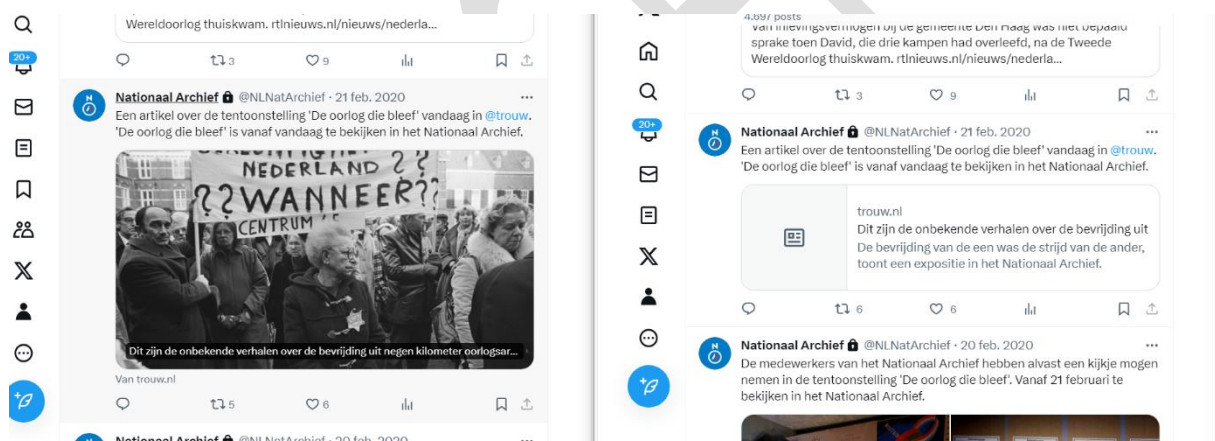 Wereldoorlog thuiskwam. rtlnieuws.nl/nieuws/nederla...
3 9
20+
Nationaal Archief @NLNatArchief · 21 feb. 2020
Een artikel over de tentoonstelling 'De oorlog die bleef' vandaag in @trouw.
'De oorlog die bleef' is vanaf vandaag te bekijken in het Nationaal Archief.
NEDERLAND ??
??WANNEER??
CENTRUM
Dit zijn de onbekende verhalen over de bevrijding uit negen kilometer oorlogsar...
Van trouw.nl
5 6
Nationaal Archief @NLNatArchief · 20 feb. 2020
4.697 posts
van inlevingsvermogen bij de gemeente Den Haag was niet bepaald
sprake toen David, die drie kampen had overleefd, na de Tweede
Wereldoorlog thuiskwam. rtlnieuws.nl/nieuws/nederla...
3 9
20+
Nationaal Archief @NLNatArchief · 21 feb. 2020
Een artikel over de tentoonstelling 'De oorlog die bleef' vandaag in @trouw.
'De oorlog die bleef' is vanaf vandaag te bekijken in het Nationaal Archief.
trouw.nl
Dit zijn de onbekende verhalen over de bevrijding uit
De bevrijding van de een was de strijd van de ander,
toont een expositie in het Nationaal Archief.
6 6
Nationaal Archief @NLNatArchief · 20 feb. 2020
De medewerkers van het Nationaal Archief hebben alvast een kijkje mogen
nemen in de tentoonstelling 'De oorlog die bleef'. Vanaf 21 februari te
bekijken in het Nationaal Archief.